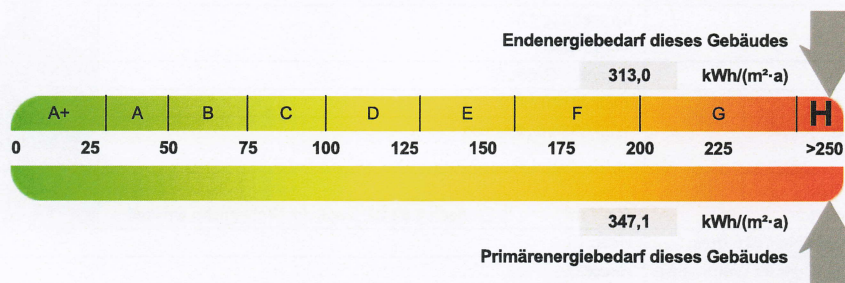 Endenergiebedarf dieses Gebäudes
313,0 kWh/(m²·a)
A+ A B C D E F G H
0 25 50 75 100 125 150 175 200 225 >250
347,1 kWh/(m²·a)
Primärenergiebedarf dieses Gebäudes